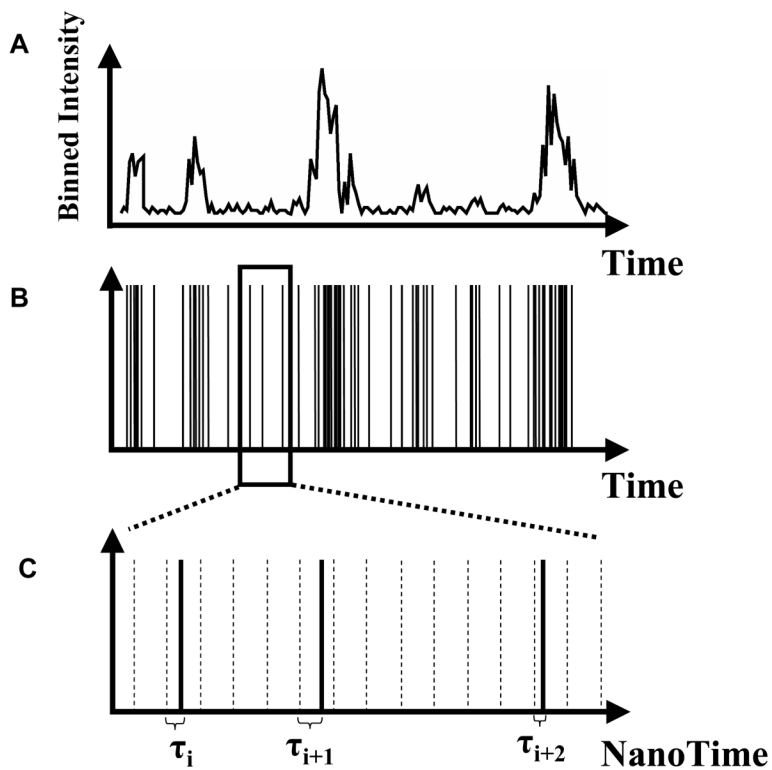 A
Binned Intensity
Time
B
Time
C
τi
τi+1
τi+2
NanoTime